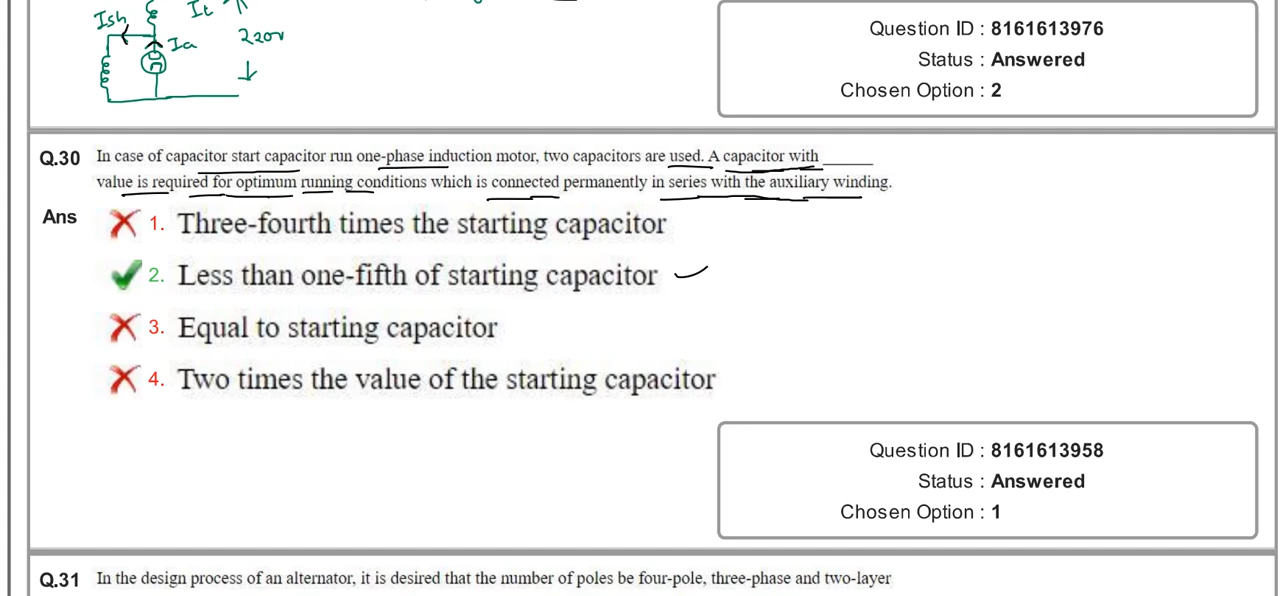 Ish
It
Ia
220V
Question ID : 8161613976
Status : Answered
Chosen Option : 2
Q.30 In case of capacitor start capacitor run one-phase induction motor, two capacitors are used. A capacitor with ______
value is required for optimum running conditions which is connected permanently in series with the auxiliary winding.
Ans 1. Three-fourth times the starting capacitor
2. Less than one-fifth of starting capacitor
3. Equal to starting capacitor
4. Two times the value of the starting capacitor
Question ID : 8161613958
Status : Answered
Chosen Option : 1
Q.31 In the design process of an alternator, it is desired that the number of poles be four-pole, three-phase and two-layer